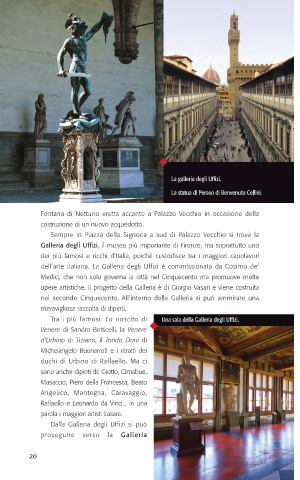 La galleria degli Uffizi.
La statua di Perseo di Benvenuto Cellini.
Fontana di Nettuno eretta accanto a Palazzo Vecchio in occasione della
costruzione di un nuovo acquedotto.
Sempre in Piazza della Signoria a sud di Palazzo Vecchio si trova la
Galleria degli Uffizi, il museo più importante di Firenze, ma soprattutto uno
dei più famosi e ricchi d'Italia, poiché custodisce tra i maggiori capolavori
dell'arte italiana. La Galleria degli Uffizi è commissionata da Cosimo de'
Medici, che non solo governa la città nel Cinquecento ma promuove molte
opere artistiche. Il progetto della Galleria è di Giorgio Vasari e viene costruita
nel secondo Cinquecento. All'interno della Galleria si può ammirare una
meravigliosa raccolta di dipinti.
Tra i più famosi: La nascita di
Venere di Sandro Botticelli, la Venere
d'Urbino di Tiziano, il Tondo Doni di
Michelangelo Buonarroti e i ritratti dei
duchi di Urbino di Raffaello. Ma ci
sono anche dipinti di: Giotto, Cimabue,
Masaccio, Piero della Francesca, Beato
Angelico, Mantegna, Caravaggio,
Raffaello e Leonardo da Vinci... in una
parola i maggiori artisti italiani.
Dalla Galleria degli Uffizi si può
proseguire verso la Galleria
Una sala della Galleria degli Uffizi.
20